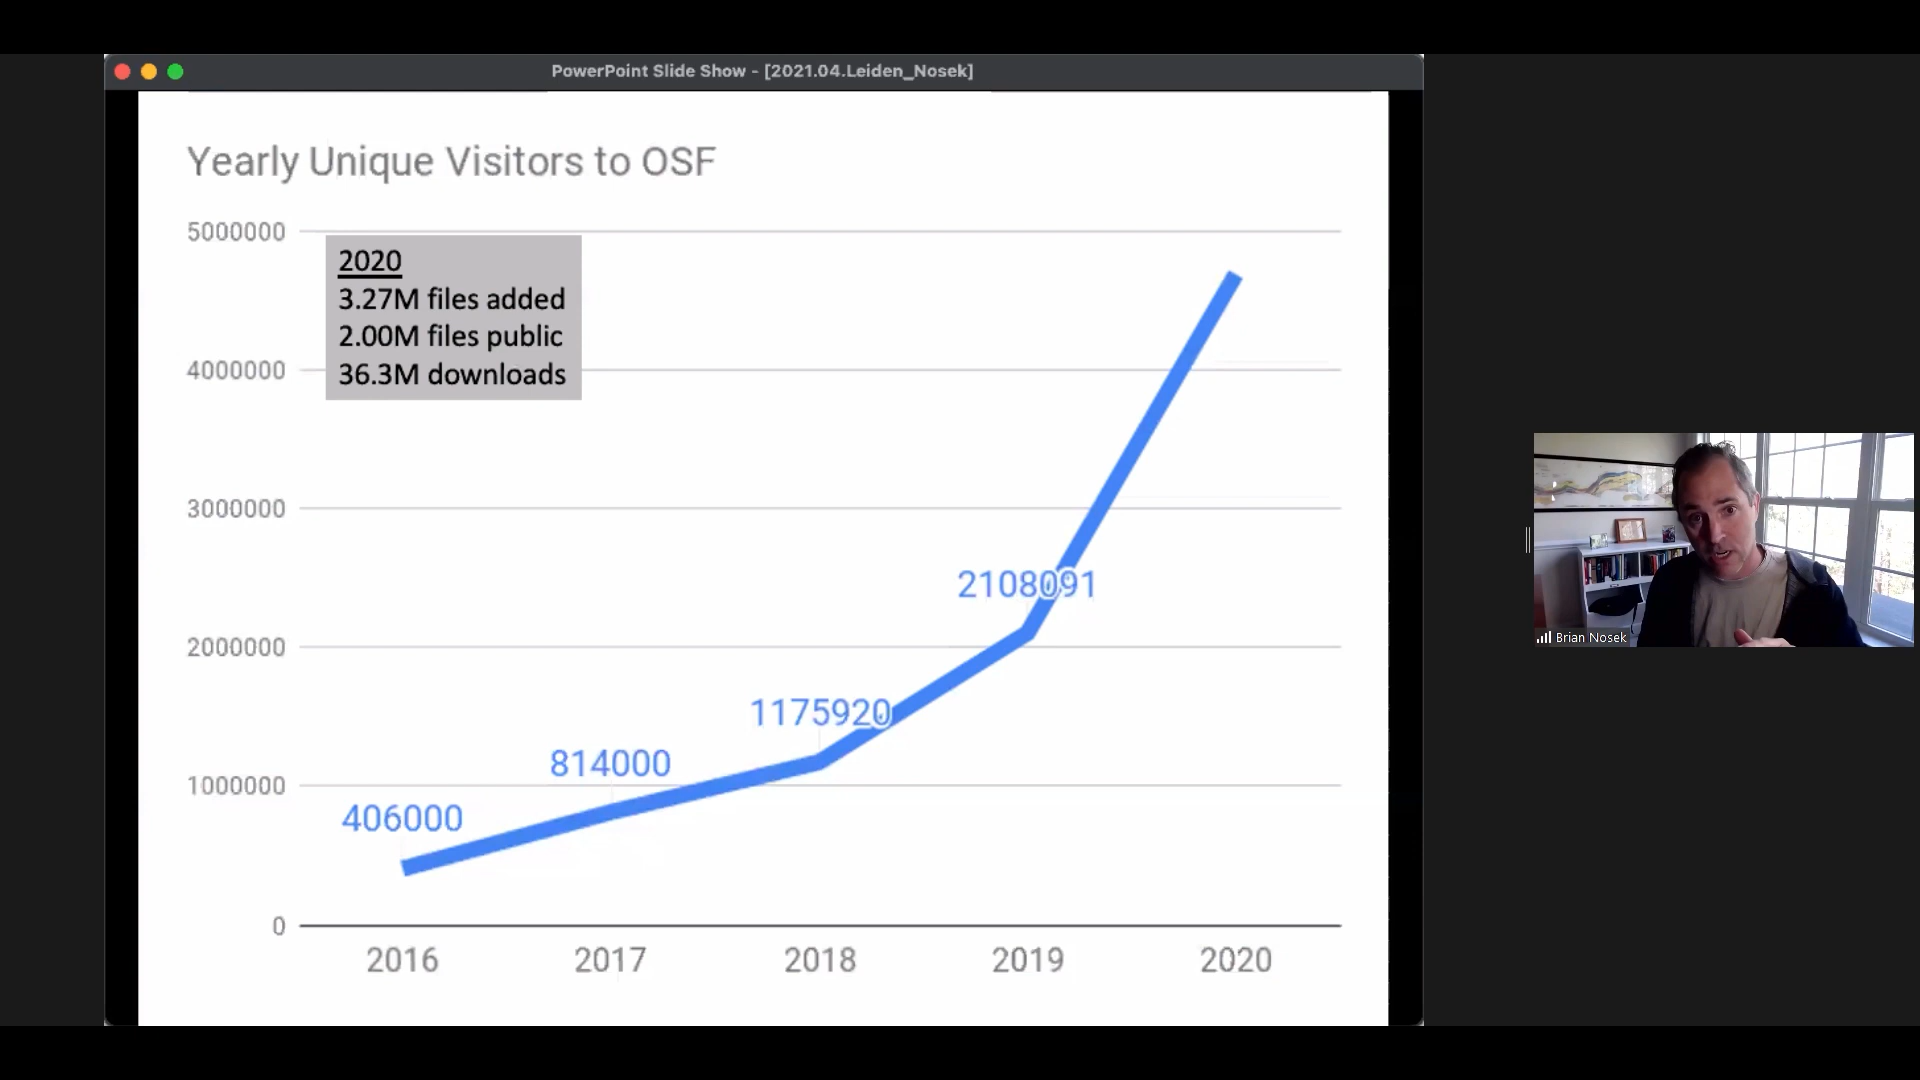 PowerPoint Slide Show - [2021.04.Leiden_Nosek]
Yearly Unique Visitors to OSF
5000000
2020
3.27M files added
2.00M files public
36.3M downloads
4000000
3000000
2108091
2000000
1175920
814000
1000000
406000
0
2016 2017 2018 2019 2020
Brian Nosek